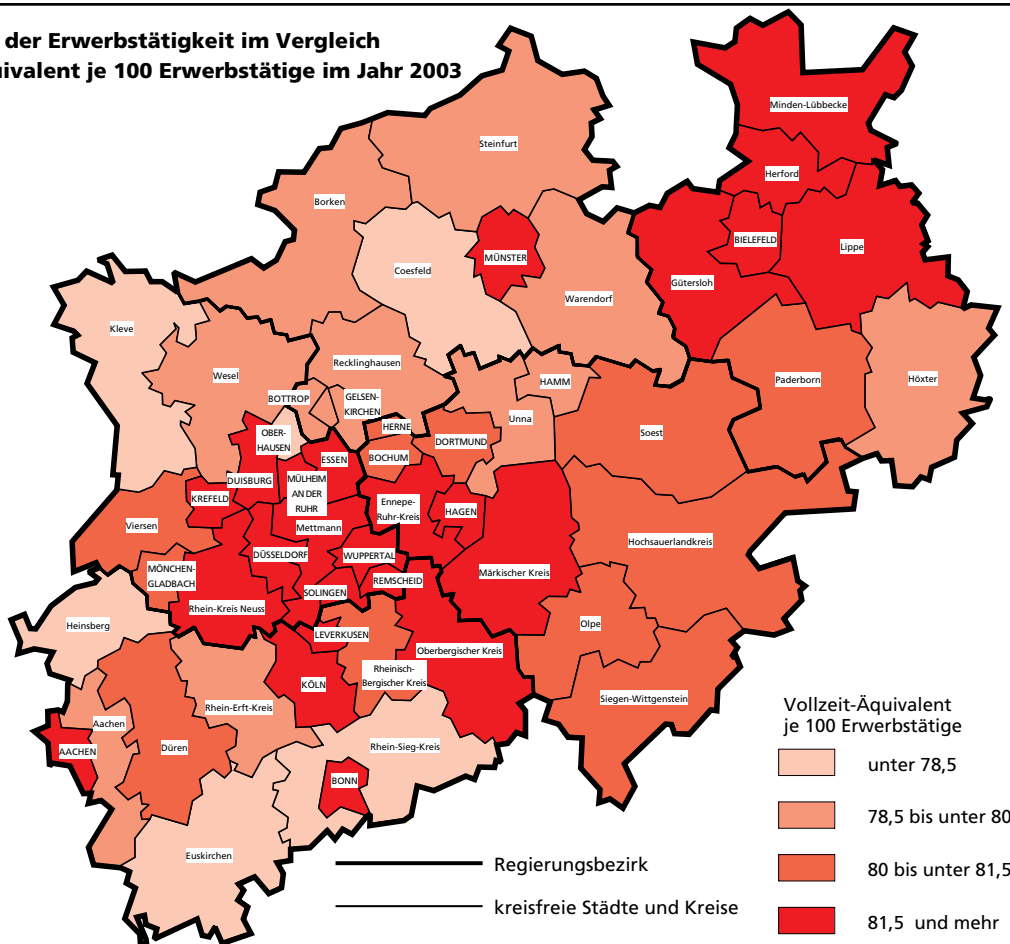 der Erwerbstätigkeit im Vergleich
uivalent je 100 Erwerbstätige im Jahr 2003
Minden-Lübbecke
Steinfurt
Herford
Borken
BIELEFELD
Lippe
MÜNSTER
Coesfeld
Gütersloh
Warendorf
Kleve
Recklinghausen
Wesel
HAMM
Paderborn
Höxter
BOTTROP
GELSEN-
KIRCHEN
Unna
HERNE
Soest
OBER-
HAUSEN
DORTMUND
ESSEN
BOCHUM
DUISBURG
MÜLHEIM
AN DER
RUHR
KREFELD
Ennepe-
Ruhr-Kreis
HAGEN
Viersen
Mettmann
Hochsauerlandkreis
DÜSSELDORF
WUPPERTAL
MÖNCHEN-
GLADBACH
Märkischer Kreis
REMSCHEID
SOLINGEN
Rhein-Kreis Neuss
Heinsberg
Olpe
LEVERKUSEN
Oberbergischer Kreis
Rheinisch-
Bergischer Kreis
KÖLN
Siegen-Wittgenstein
Rhein-Erft-Kreis
Aachen
Düren
AACHEN
Rhein-Sieg-Kreis
BONN
Euskirchen
Vollzeit-Äquivalent
je 100 Erwerbstätige
unter 78,5
78,5 bis unter 80
80 bis unter 81,5
81,5 und mehr
Regierungsbezirk
kreisfreie Städte und Kreise